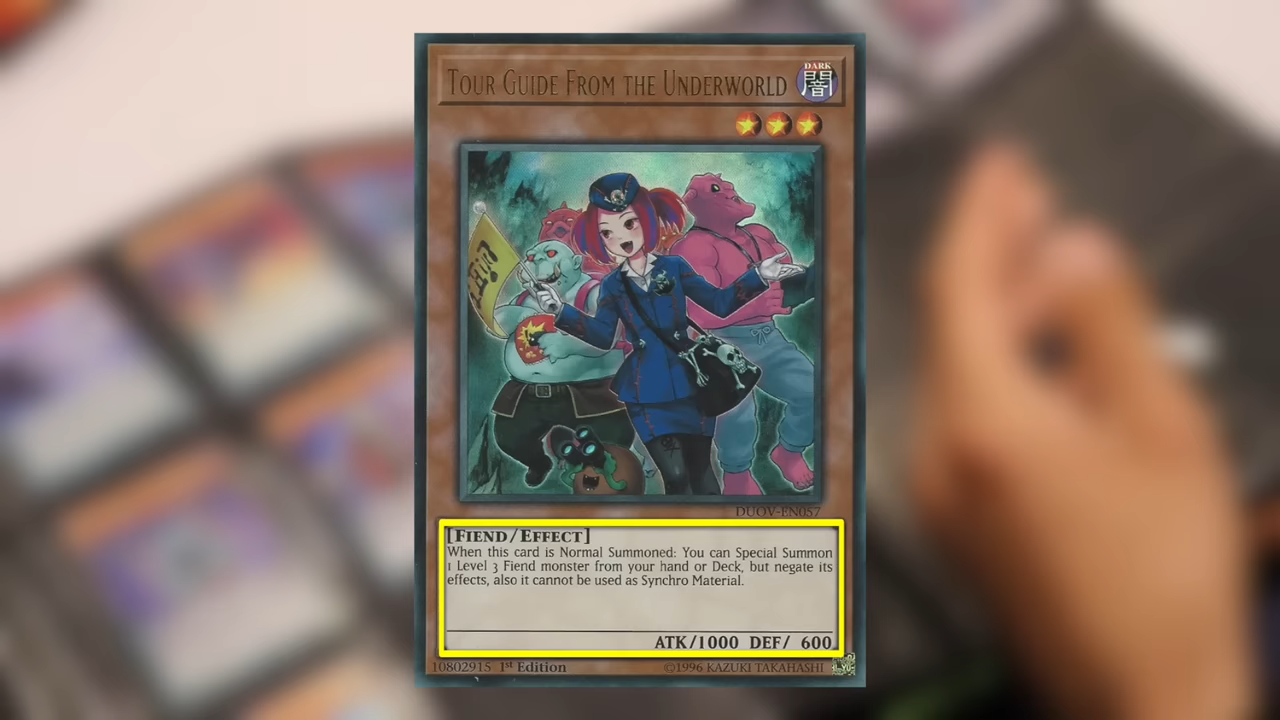 TOUR GUIDE FROM THE UNDERWORLD
DARK
闇
DUOV-EN057
[FIEND/EFFECT]
When this card is Normal Summoned: You can Special Summon
1 Level 3 Fiend monster from your hand or Deck, but negate its
effects, also it cannot be used as Synchro Material.
ATK/1000 DEF/ 600
10802915 1st Edition
©1996 KAZUKI TAKAHASHI